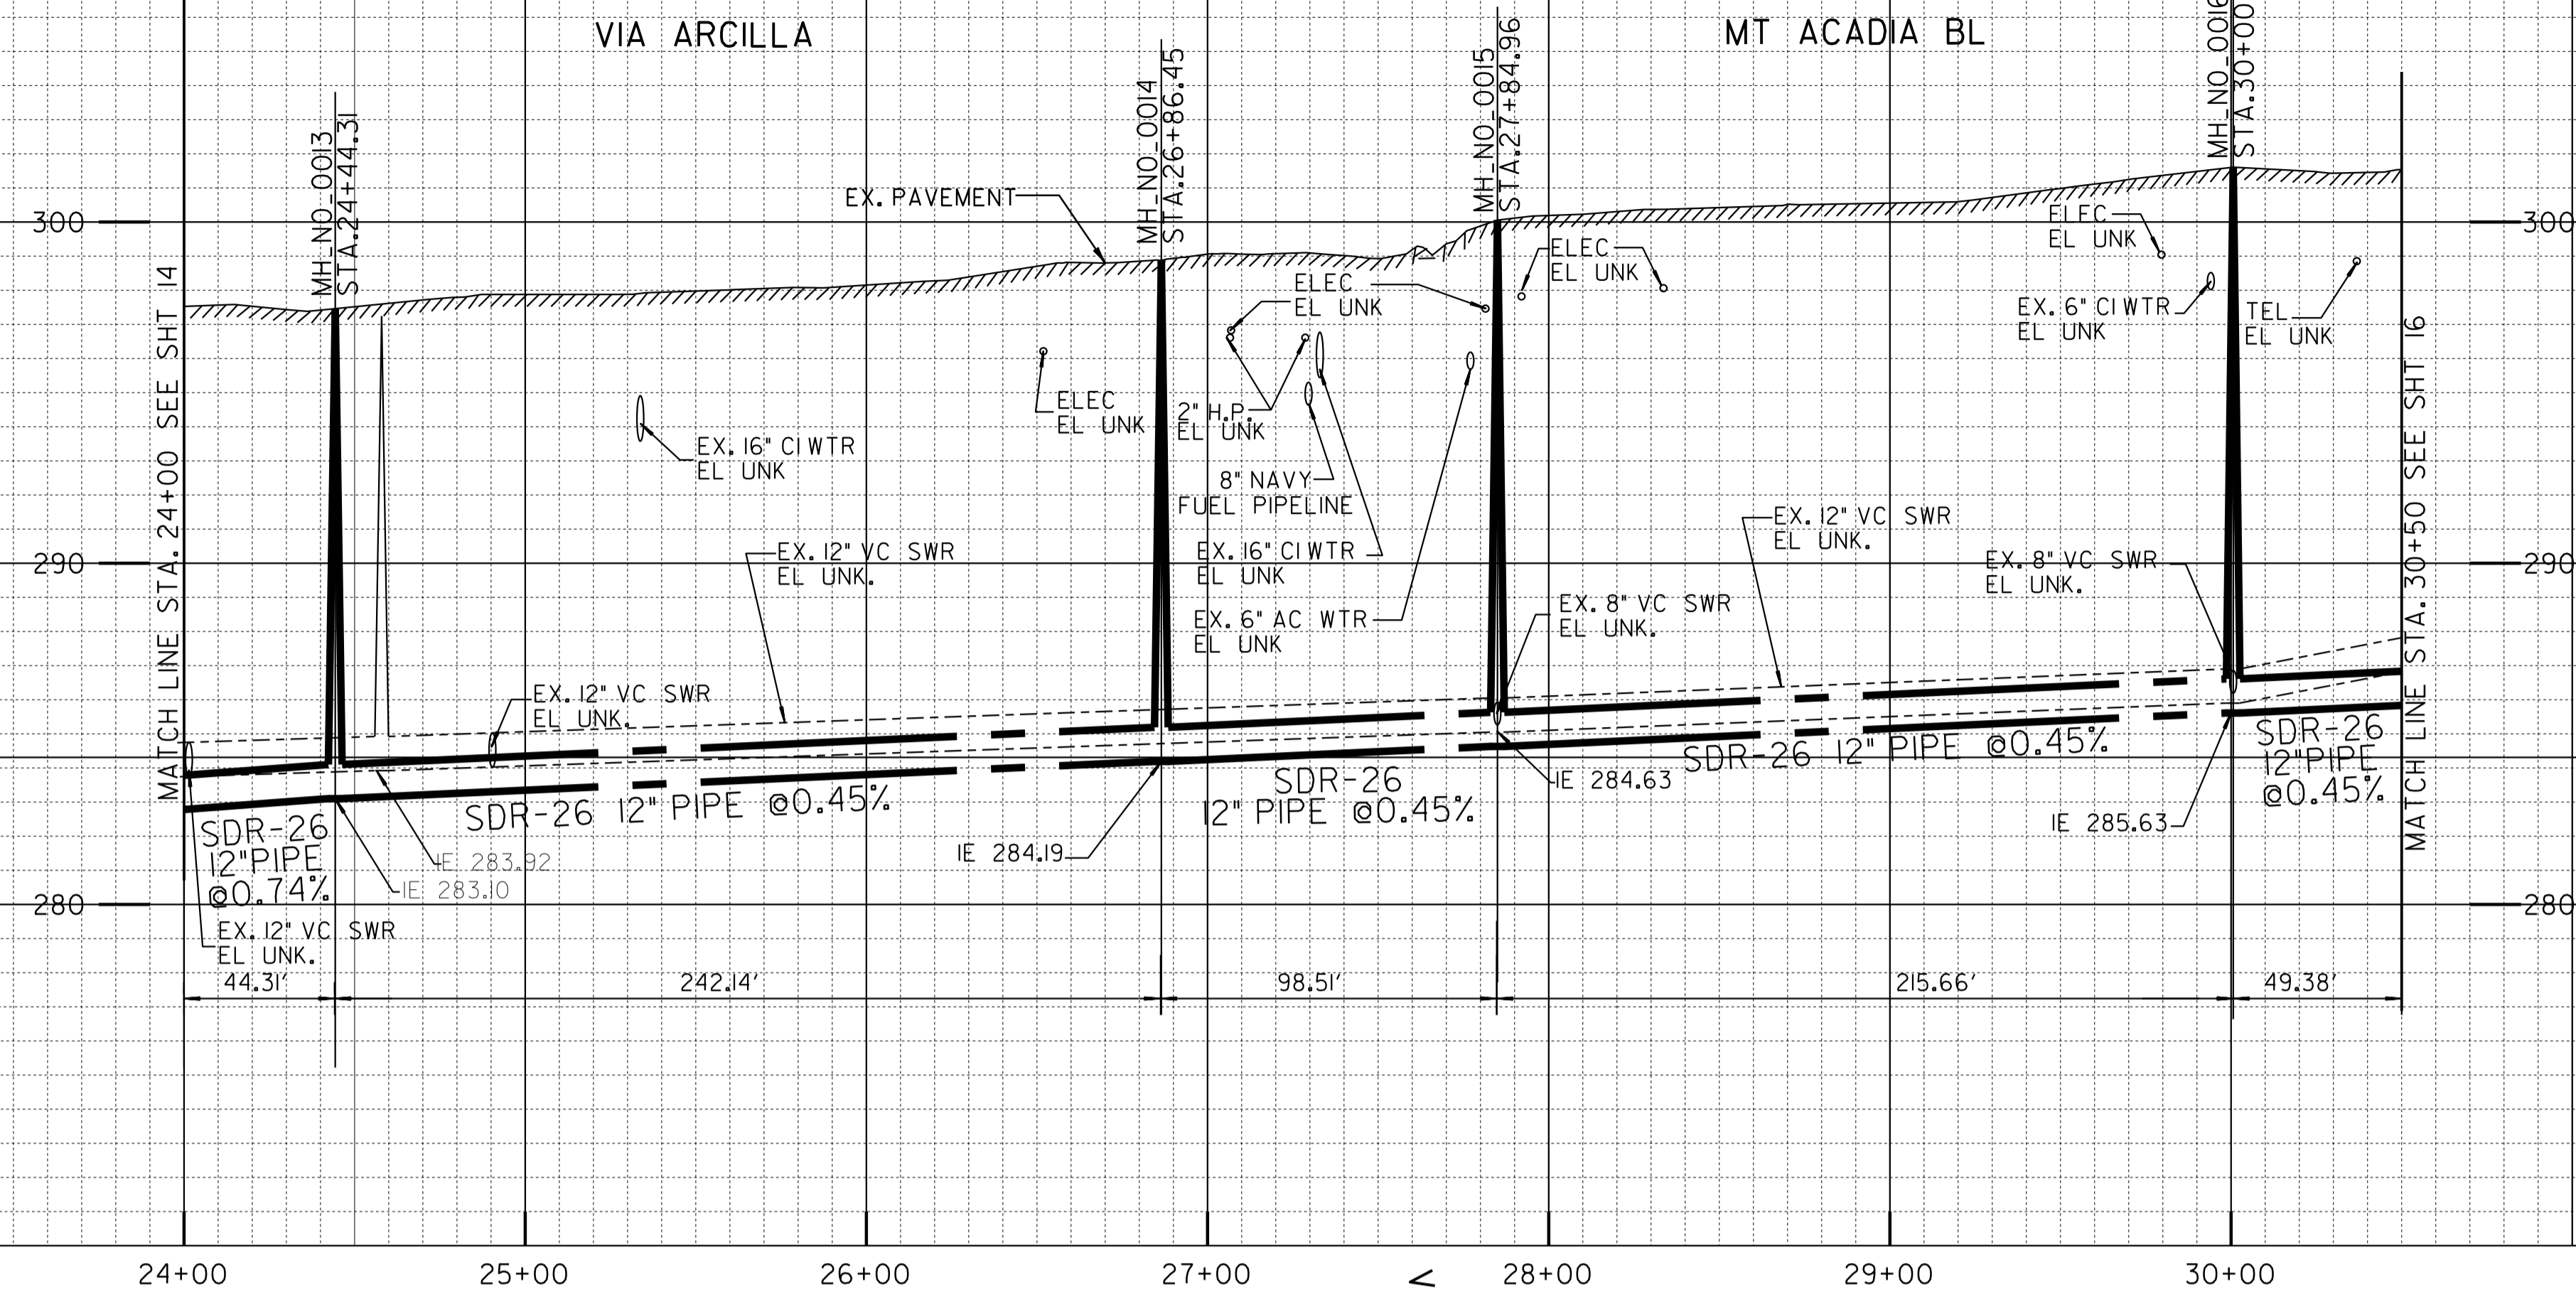 VIA ARCILLA
MT ACADIA BL
MH_NO_0013
STA.24+44.31
MH_NO_0014
STA.26+86.45
MH_NO_0015
STA.27+84.96
MH_NO_0016
STA.30+00
EX. PAVEMENT
300
300
290
290
280
280
MATCH LINE STA. 24+00 SEE SHT 14
MATCH LINE STA. 30+50 SEE SHT 16
EX. 16" CI WTR
EL UNK
ELEC
EL UNK
ELEC
EL UNK
2" H.P.
EL UNK
8" NAVY
FUEL PIPELINE
EX. 16" CI WTR
EL UNK
EX. 6" AC WTR
EL UNK
ELEC
EL UNK
ELEC
EL UNK
EX. 6" CI WTR
EL UNK
TEL
EL UNK
EX. 12" VC SWR
EL UNK.
EX. 12" VC SWR
EL UNK.
EX. 8" VC SWR
EL UNK.
EX. 8" VC SWR
EL UNK.
EX. 12" VC SWR
EL UNK.
SDR-26
12" PIPE
@0.74%
SDR-26 12" PIPE @0.45%
SDR-26
12" PIPE @0.45%
SDR-26 12" PIPE @0.45%
SDR-26
12" PIPE
@0.45%
IE 283.92
IE 283.10
IE 284.19
IE 284.63
IE 285.63
EX. 12" VC SWR
EL UNK.
44.31'
242.14'
98.51'
215.66'
49.38'
24+00
25+00
26+00
27+00
28+00
29+00
30+00